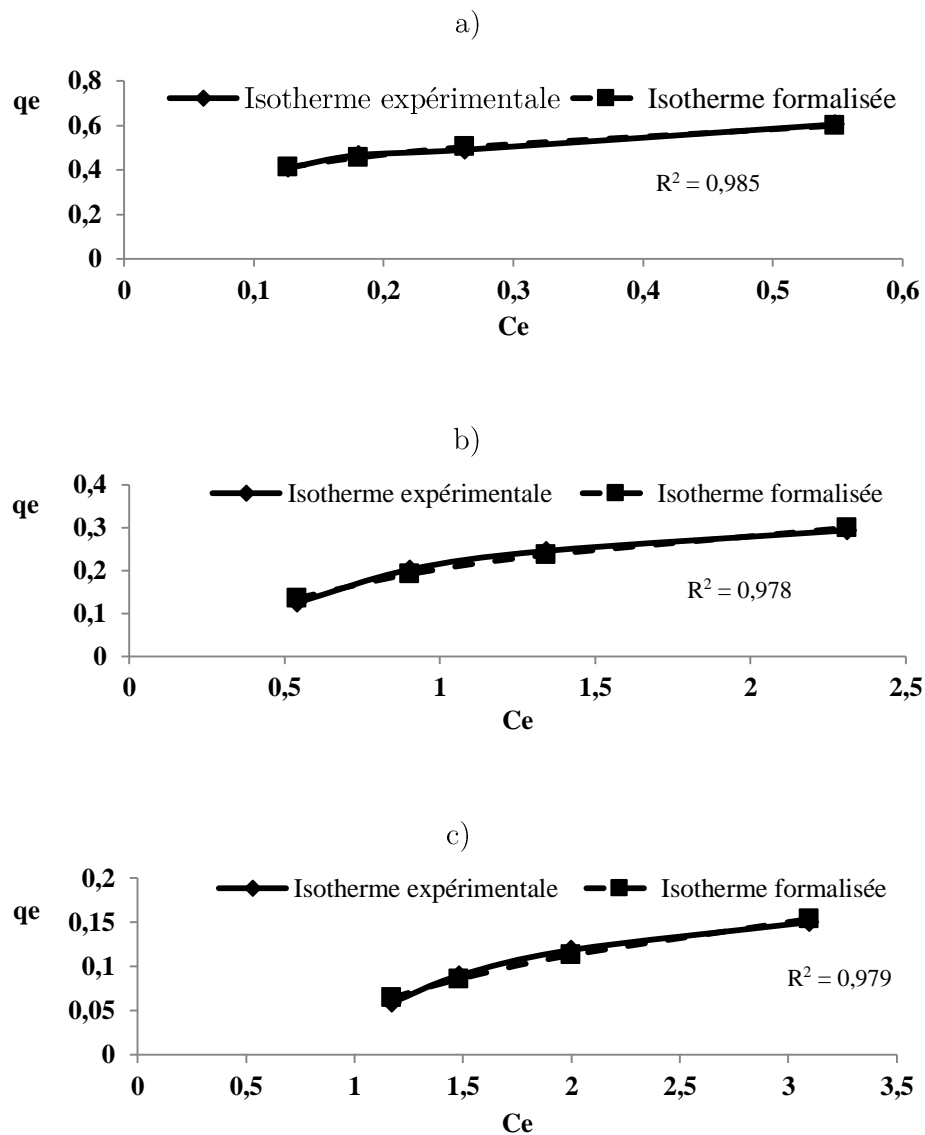 a)
0,8
qe
Isotherme expérimentale
Isotherme formalisée
0,6
0,4
R² = 0,985
0,2
0
0 0,1 0,2 0,3 0,4 0,5 0,6
Ce
b)
0,4
qe
Isotherme expérimentale
Isotherme formalisée
0,3
0,2
R² = 0,978
0,1
0
0 0,5 1 1,5 2 2,5
Ce
c)
0,2
qe
Isotherme expérimentale
Isotherme formalisée
0,15
0,1
R² = 0,979
0,05
0
0 0,5 1 1,5 2 2,5 3 3,5
Ce